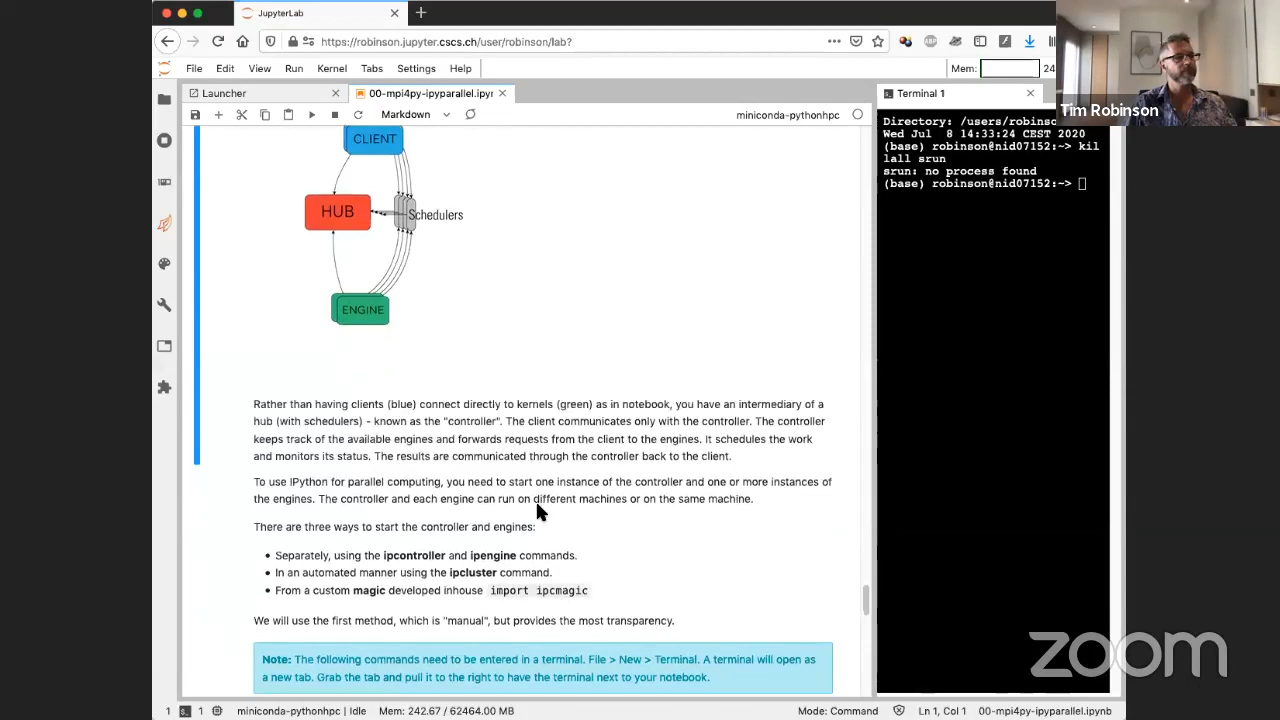 JupyterLab
https://robinson.jupyter.cscs.ch/user/robinson/lab?
ABP
File Edit View Run Kernel Tabs Settings Help
Mem: 24
Launcher
00-mpi4py-ipyparallel.ipyr
Terminal 1
Markdown
miniconda-pythonhpc
Tim Robinson
CLIENT
HUB
Schedulers
ENGINE
Directory: /users/robinso
Wed Jul 8 14:33:24 CEST 2020
(base) robinson@nid07152:~> kil
lall srun
srun: no process found
(base) robinson@nid07152:~>
Rather than having clients (blue) connect directly to kernels (green) as in notebook, you have an intermediary of a
hub (with schedulers) - known as the "controller". The client communicates only with the controller. The controller
keeps track of the available engines and forwards requests from the client to the engines. It schedules the work
and monitors its status. The results are communicated through the controller back to the client.
To use IPython for parallel computing, you need to start one instance of the controller and one or more instances of
the engines. The controller and each engine can run on different machines or on the same machine.
There are three ways to start the controller and engines:
• Separately, using the ipcontroller and ipengine commands.
• In an automated manner using the ipcluster command.
• From a custom magic developed inhouse import ipcmagic
We will use the first method, which is "manual", but provides the most transparency.
Note: The following commands need to be entered in a terminal. File > New > Terminal. A terminal will open as
a new tab. Grab the tab and pull it to the right to have the terminal next to your notebook.
zoom
1 1 miniconda-pythonhpc | Idle Mem: 242.67 / 62464.00 MB Mode: Command Ln 1, Col 1 00-mpi4py-ipyparallel.ipynb